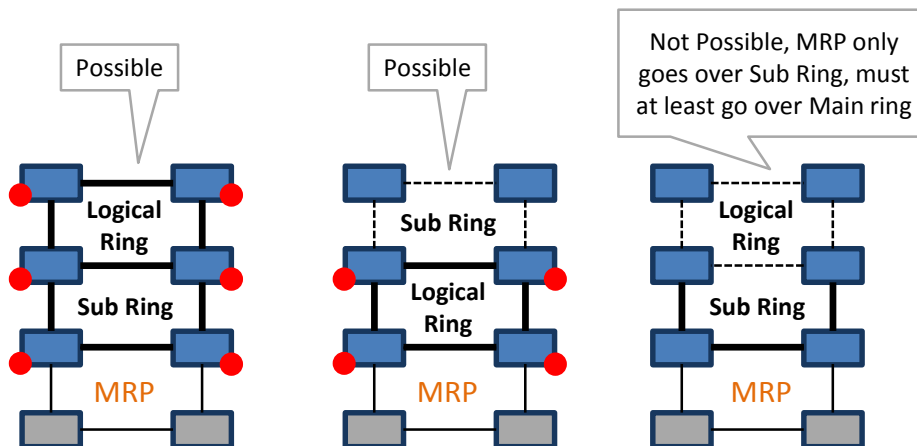 Possible
Possible
Not Possible, MRP only
goes over Sub Ring, must
at least go over Main ring
Logical
Ring
Sub Ring
MRP
Sub Ring
Logical
Ring
MRP
Logical
Ring
Sub Ring
MRP